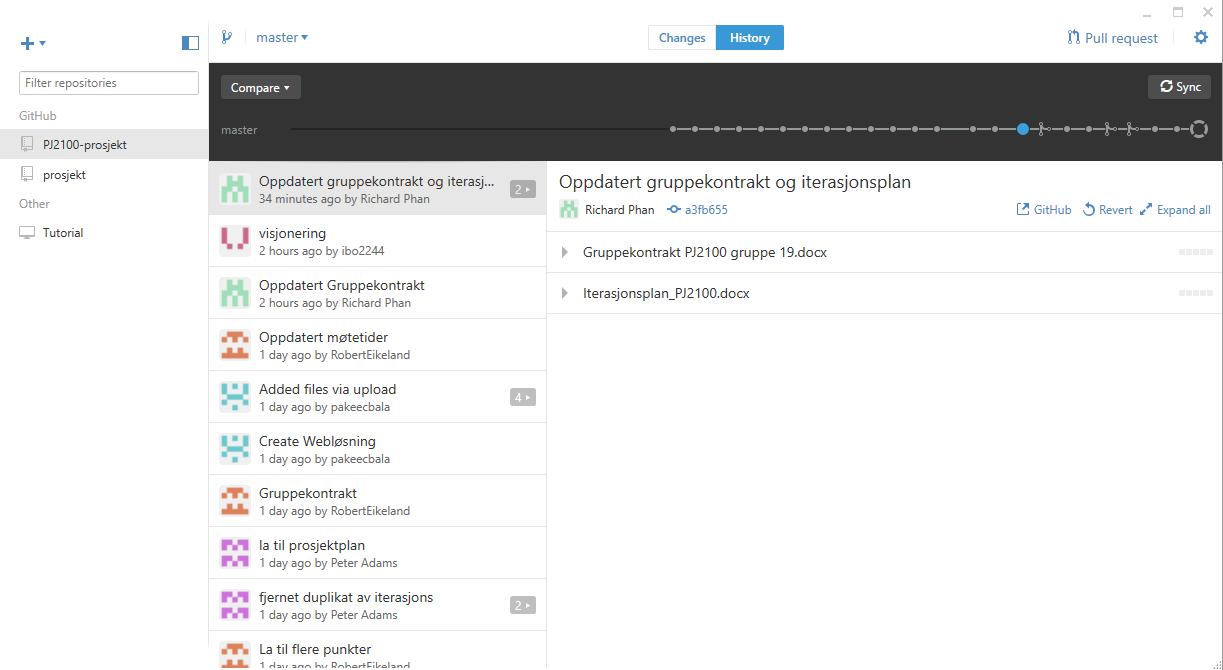 master
Changes
History
Pull request
Filter repositories
GitHub
PJ2100-prosjekt
prosjekt
Other
Tutorial
Compare
Sync
master
Oppdatert gruppekontrakt og iterasj...
34 minutes ago by Richard Phan
2
visjonering
2 hours ago by ibo2244
Oppdatert Gruppekontrakt
2 hours ago by Richard Phan
Oppdatert møtetider
1 day ago by RobertEikeland
Added files via upload
1 day ago by pakeecbala
4
Create Webløsning
1 day ago by pakeecbala
Gruppekontrakt
1 day ago by RobertEikeland
la til prosjektplan
1 day ago by Peter Adams
fjernet duplikat av iterasjons
1 day ago by Peter Adams
2
La til flere punkter
1 day ago by RobertEikeland
Oppdatert gruppekontrakt og iterasjonsplan
Richard Phan a3fb655
GitHub Revert Expand all
Gruppekontrakt PJ2100 gruppe 19.docx
Iterasjonsplan_PJ2100.docx